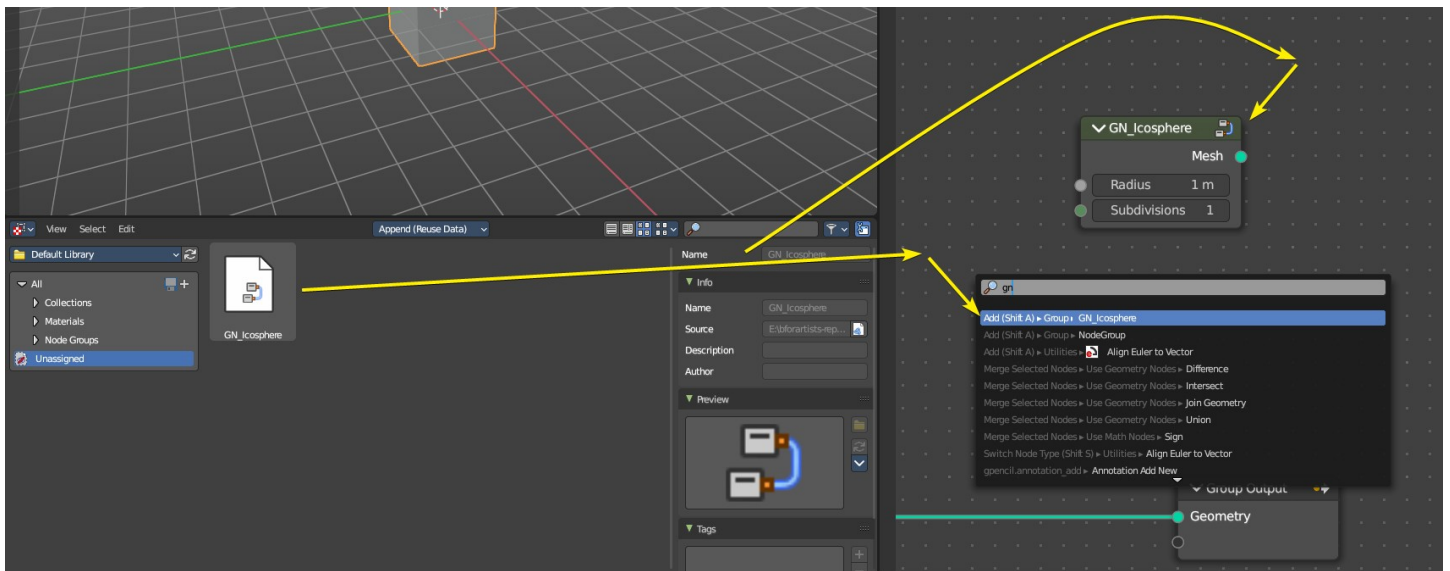 GN_Icosphere
Mesh
Radius 1 m
Subdivisions 1
View Select Edit
Append (Reuse Data)
Default Library
All
Collections
Materials
Node Groups
Unassigned
GN_Icosphere
Name GN_Icosphere
Info
Name GN_Icosphere
Source E:\bforartists-rep...
Description
Author
Preview
Tags
gn
Add (Shift A) ▸ Group ▸ GN_Icosphere
Add (Shift A) ▸ Group ▸ NodeGroup
Add (Shift A) ▸ Utilities ▸ Align Euler to Vector
Merge Selected Nodes ▸ Use Geometry Nodes ▸ Difference
Merge Selected Nodes ▸ Use Geometry Nodes ▸ Intersect
Merge Selected Nodes ▸ Use Geometry Nodes ▸ Join Geometry
Merge Selected Nodes ▸ Use Geometry Nodes ▸ Union
Merge Selected Nodes ▸ Use Math Nodes ▸ Sign
Switch Node Type (Shift S) ▸ Utilities ▸ Align Euler to Vector
gpencil.annotation_add ▸ Annotation Add New
Group Output
Geometry